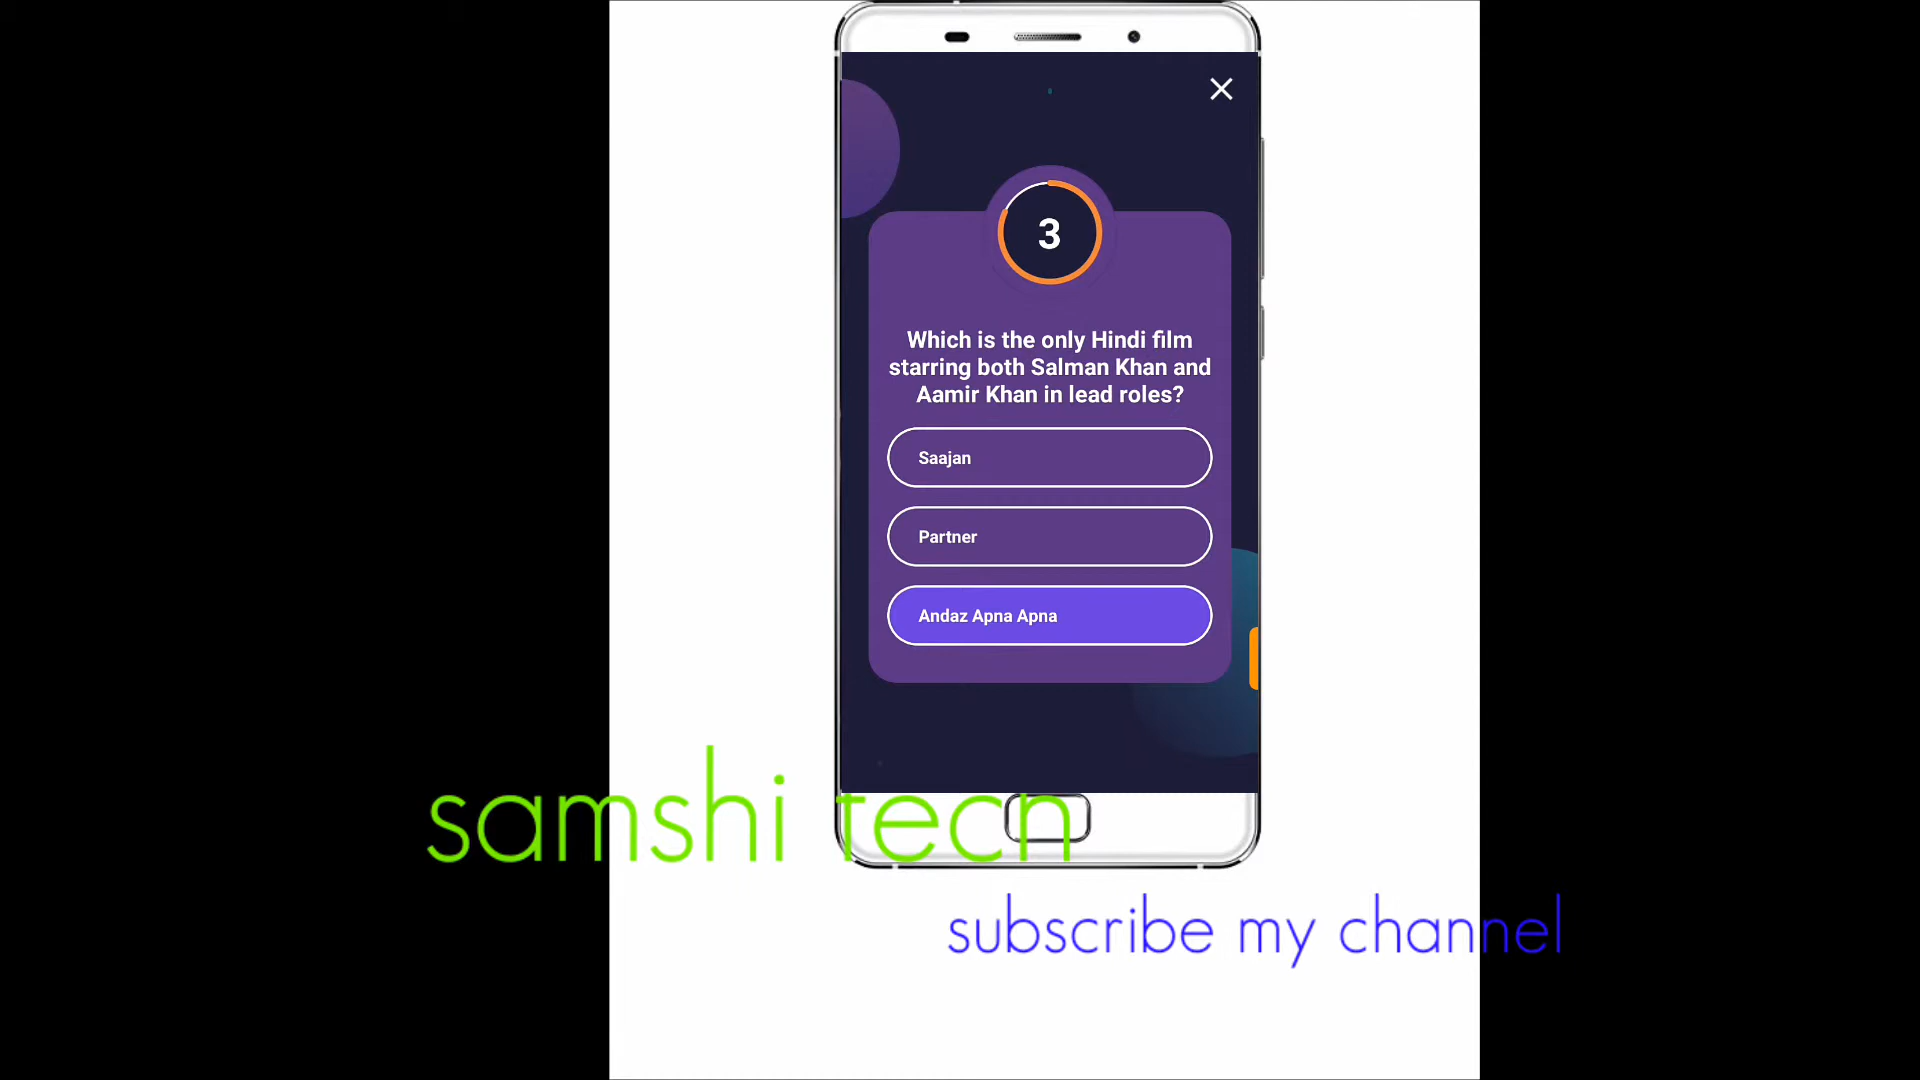 3
Which is the only Hindi film
starring both Salman Khan and
Aamir Khan in lead roles?
Saajan
Partner
Andaz Apna Apna
samshi tecn
subscribe my channel